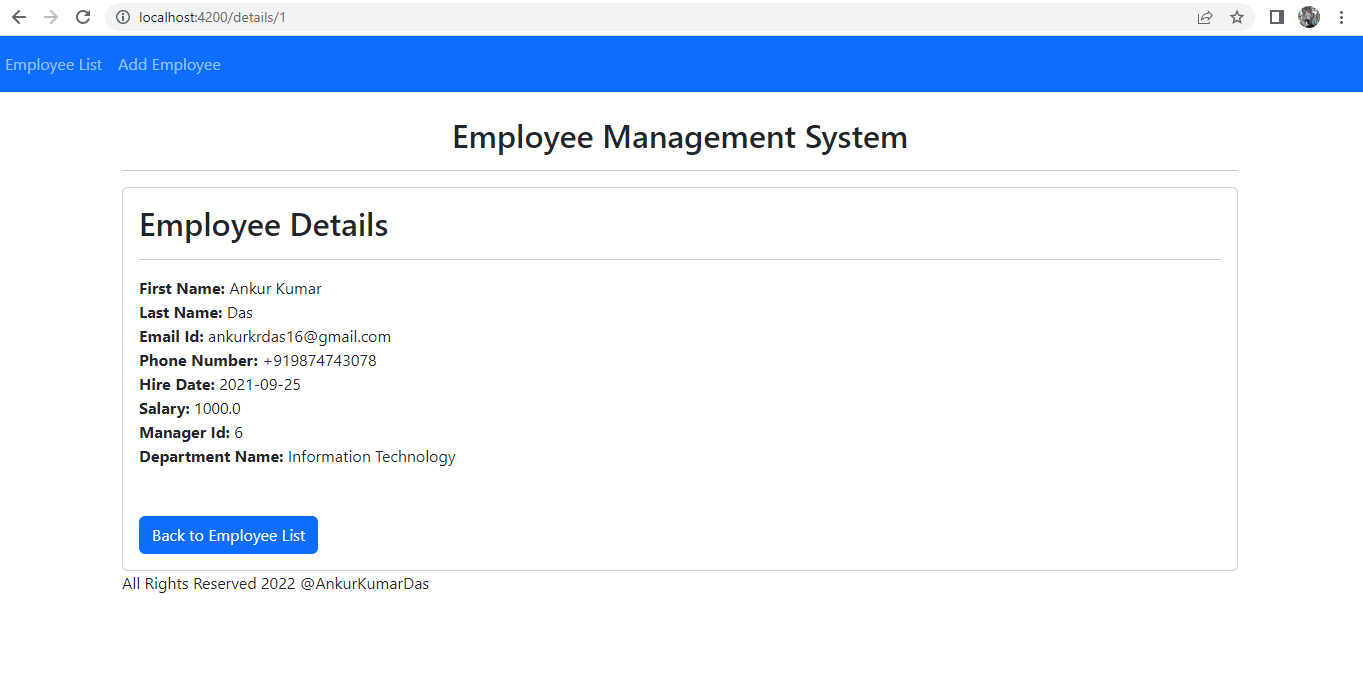 localhost:4200/details/1
Employee List Add Employee
Employee Management System
Employee Details
First Name: Ankur Kumar
Last Name: Das
Email Id: ankurkrdas16@gmail.com
Phone Number: +919874743078
Hire Date: 2021-09-25
Salary: 1000.0
Manager Id: 6
Department Name: Information Technology
Back to Employee List
All Rights Reserved 2022 @AnkurKumarDas